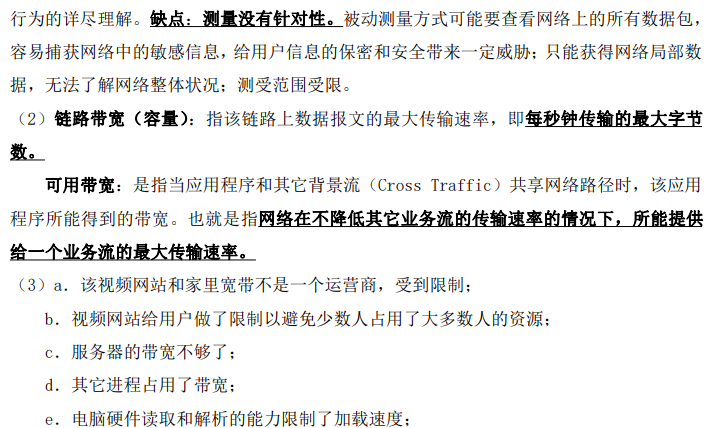 行为的详尽理解。缺点：测量没有针对性。被动测量方式可能要查看网络上的所有数据包，
容易捕获网络中的敏感信息，给用户信息的保密和安全带来一定威胁；只能获得网络局部数
据，无法了解网络整体状况；测受范围受限。
（2）链路带宽（容量）：指该链路上数据报文的最大传输速率，即每秒钟传输的最大字节
数。
可用带宽：是指当应用程序和其它背景流（Cross Traffic）共享网络路径时，该应用
程序所能得到的带宽。也就是指网络在不降低其它业务流的传输速率的情况下，所能提供
给一个业务流的最大传输速率。
（3）a．该视频网站和家里宽带不是一个运营商，受到限制；
b．视频网站给用户做了限制以避免少数人占用了大多数人的资源；
c．服务器的带宽不够了；
d．其它进程占用了带宽；
e．电脑硬件读取和解析的能力限制了加载速度；